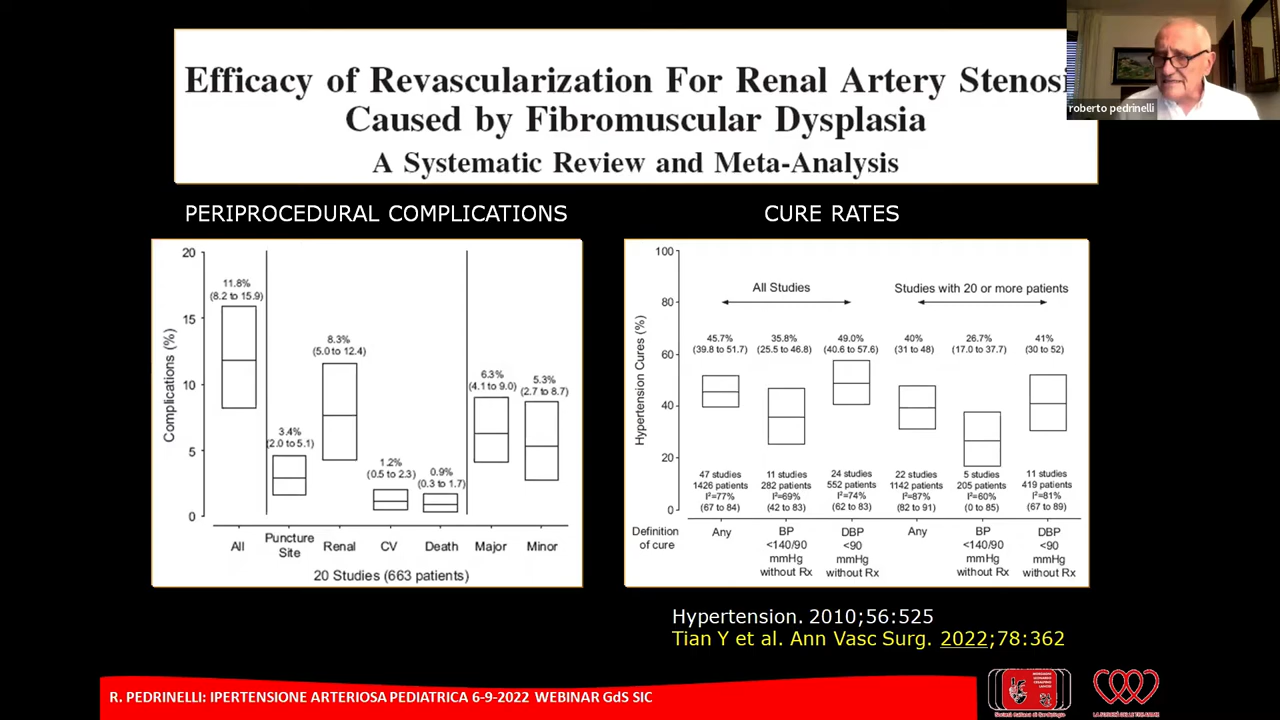 Efficacy of Revascularization For Renal Artery Stenosi
Caused by Fibromuscular Dysplasia
A Systematic Review and Meta-Analysis
roberto pedrinelli
PERIPROCEDURAL COMPLICATIONS
CURE RATES
Complications (%)
20
15
10
5
0
11.8%
(8.2 to 15.9)
3.4%
(2.0 to 5.1)
8.3%
(5.0 to 12.4)
1.2%
(0.5 to 2.3)
0.9%
(0.3 to 1.7)
6.3%
(4.1 to 9.0)
5.3%
(2.7 to 8.7)
All
Puncture
Site
Renal
CV
Death
Major
Minor
20 Studies (663 patients)
Hypertension Cures (%)
100
80
60
40
20
0
All Studies
Studies with 20 or more patients
45.7%
(39.8 to 51.7)
35.8%
(25.5 to 46.8)
49.0%
(40.6 to 57.6)
40%
(31 to 48)
26.7%
(17.0 to 37.7)
41%
(30 to 52)
47 studies
1426 patients
I²=77%
(67 to 84)
11 studies
282 patients
I²=69%
(42 to 83)
24 studies
552 patients
I²=74%
(62 to 83)
22 studies
1142 patients
I²=87%
(82 to 91)
5 studies
205 patients
I²=60%
(0 to 85)
11 studies
419 patients
I²=81%
(67 to 89)
Definition
of cure
Any
BP
<140/90
mmHg
without Rx
DBP
<90
mmHg
without Rx
Any
BP
<140/90
mmHg
without Rx
DBP
<90
mmHg
without Rx
Hypertension. 2010;56:525
Tian Y et al. Ann Vasc Surg. 2022;78:362
R. PEDRINELLI: IPERTENSIONE ARTERIOSA PEDIATRICA 6-9-2022 WEBINAR GdS SIC
Società Italiana di Cardiologia